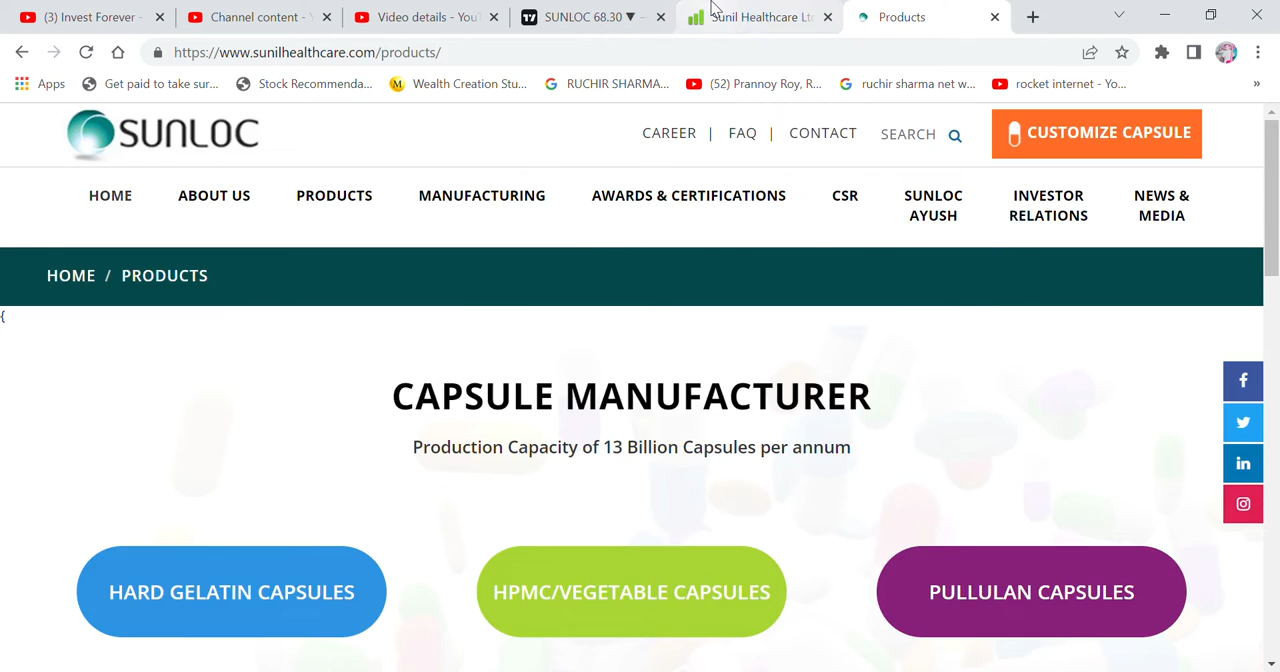 (3) Invest Forever -
Channel content - Y
Video details - YouT
SUNLOC 68.30 ▼ -
Sunil Healthcare Lt
Products
https://www.sunilhealthcare.com/products/
Apps
Get paid to take sur...
Stock Recommenda...
Wealth Creation Stu...
RUCHIR SHARMA...
(52) Prannoy Roy, R...
ruchir sharma net w...
rocket internet - Yo...
»
SUNLOC
CAREER | FAQ | CONTACT SEARCH
CUSTOMIZE CAPSULE
HOME ABOUT US PRODUCTS MANUFACTURING AWARDS & CERTIFICATIONS CSR
SUNLOC
AYUSH
INVESTOR
RELATIONS
NEWS &
MEDIA
HOME / PRODUCTS
{
CAPSULE MANUFACTURER
Production Capacity of 13 Billion Capsules per annum
HARD GELATIN CAPSULES
HPMC/VEGETABLE CAPSULES
PULLULAN CAPSULES